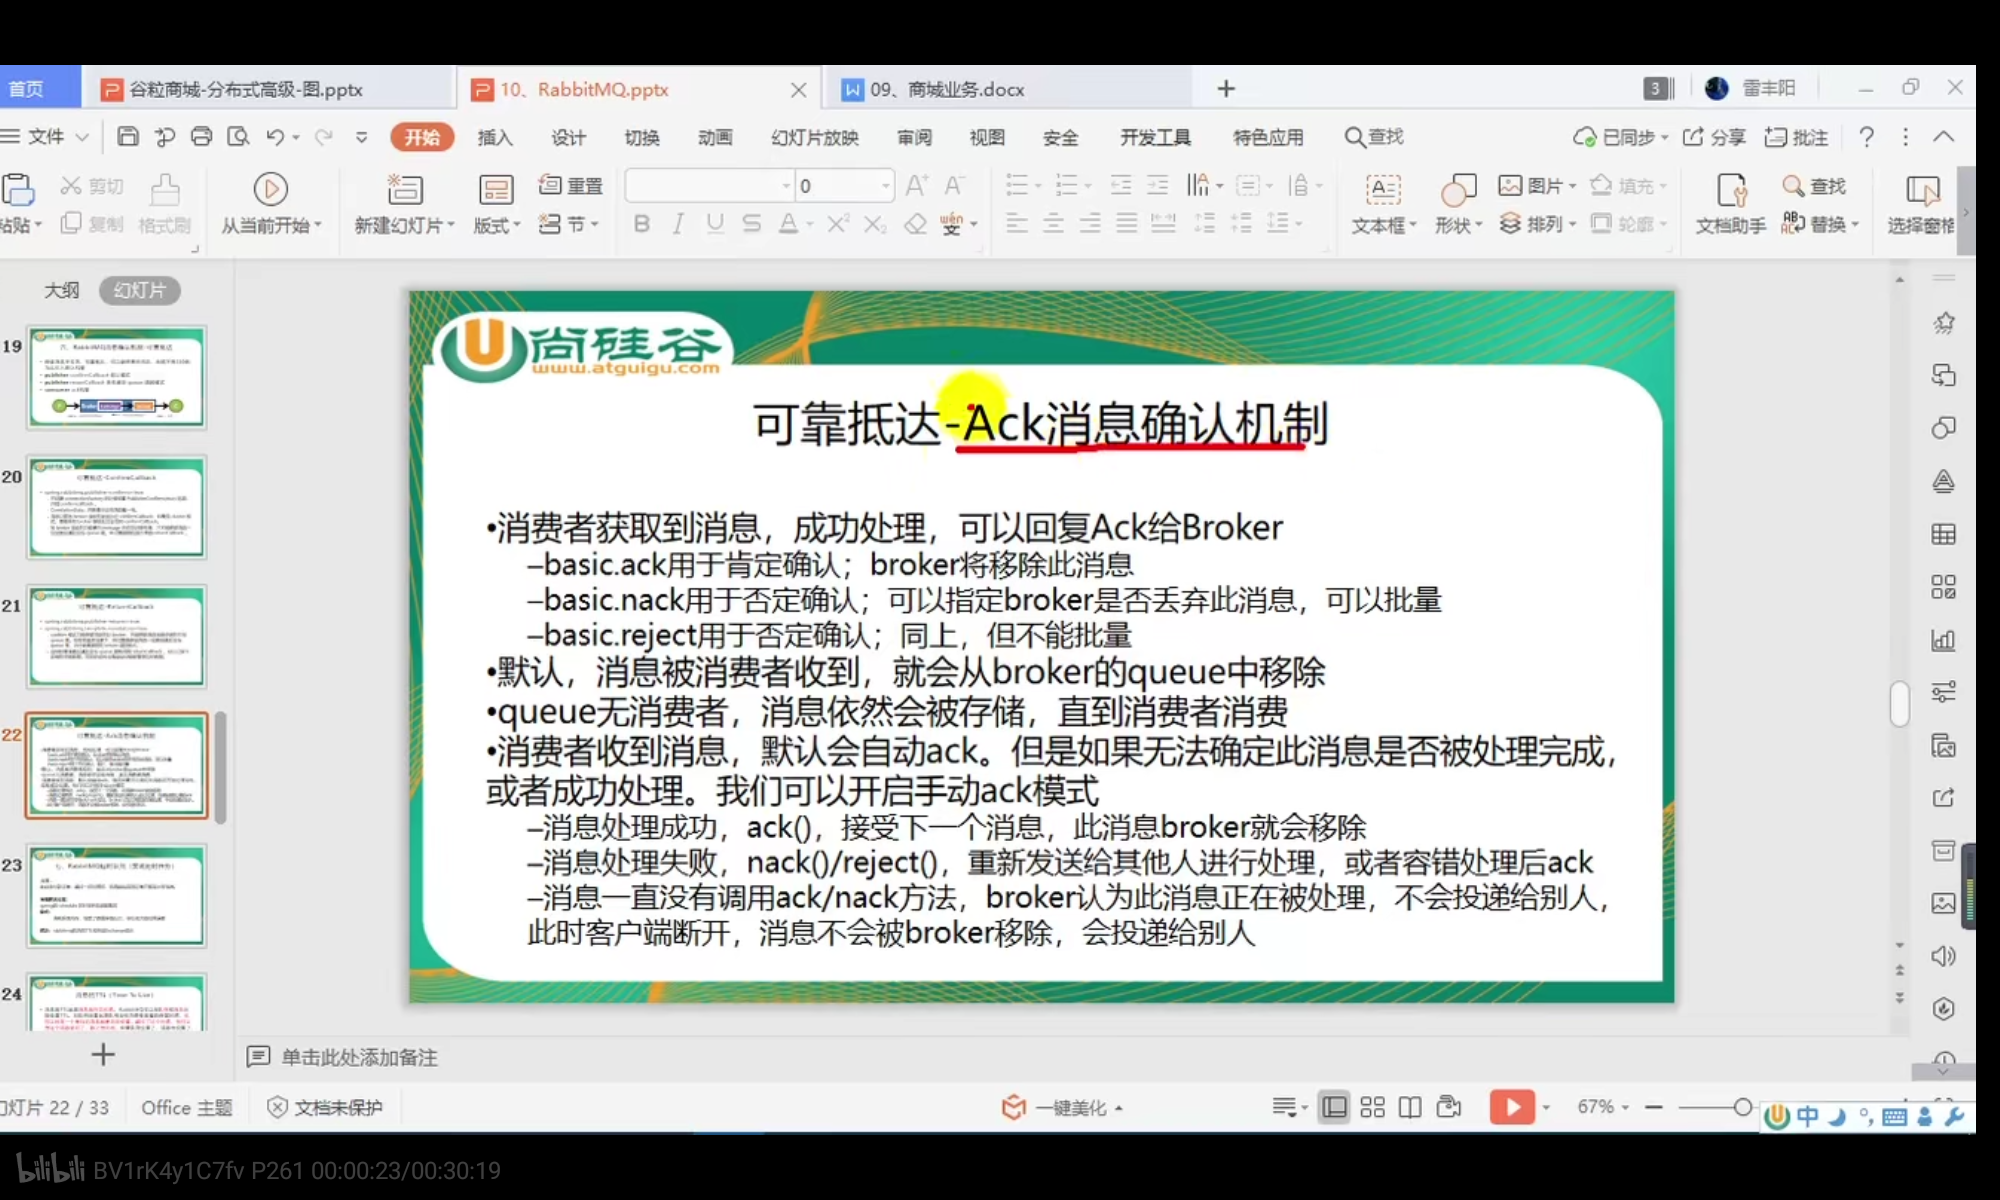 首页
谷粒商城-分布式高级-图.pptx
10、RabbitMQ.pptx
09、商城业务.docx
3
雷丰阳
文件
开始
插入
设计
切换
动画
幻灯片放映
审阅
视图
安全
开发工具
特色应用
查找
已同步
分享
批注
粘贴
剪切
复制
格式刷
从当前开始
新建幻灯片
版式
重置
节
0
文本框
形状
图片
排列
填充
轮廓
文档助手
查找
替换
选择窗格
大纲
幻灯片
19
20
21
22
23
24
尚硅谷
www.atguigu.com
可靠抵达-Ack消息确认机制
•消费者获取到消息，成功处理，可以回复Ack给Broker
–basic.ack用于肯定确认；broker将移除此消息
–basic.nack用于否定确认；可以指定broker是否丢弃此消息，可以批量
–basic.reject用于否定确认；同上，但不能批量
•默认，消息被消费者收到，就会从broker的queue中移除
•queue无消费者，消息依然会被存储，直到消费者消费
•消费者收到消息，默认会自动ack。但是如果无法确定此消息是否被处理完成，
或者成功处理。我们可以开启手动ack模式
–消息处理成功，ack()，接受下一个消息，此消息broker就会移除
–消息处理失败，nack()/reject()，重新发送给其他人进行处理，或者容错处理后ack
–消息一直没有调用ack/nack方法，broker认为此消息正在被处理，不会投递给别人，
此时客户端断开，消息不会被broker移除，会投递给别人
单击此处添加备注
幻灯片 22 / 33
Office 主题
文档未保护
一键美化
67%
中
bilibili BV1rK4y1C7fv P261 00:00:23/00:30:19